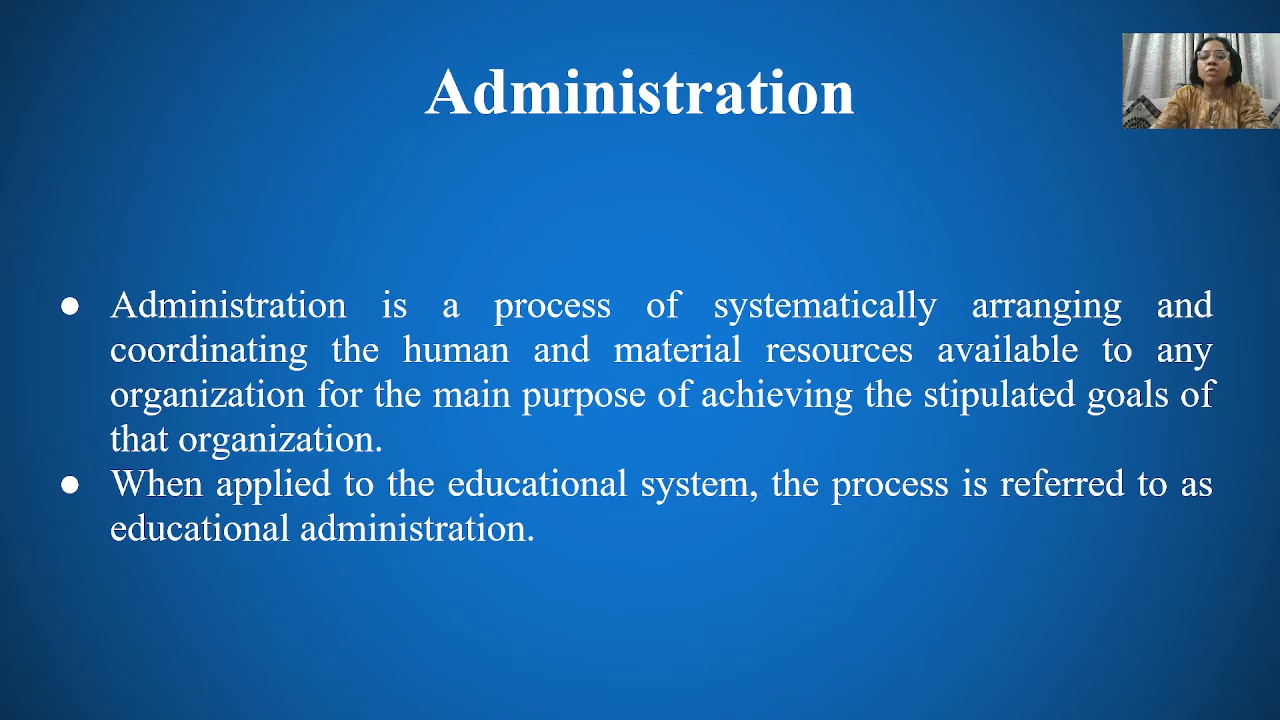 Administration
● Administration is a process of systematically arranging and
coordinating the human and material resources available to any
organization for the main purpose of achieving the stipulated goals of
that organization.
● When applied to the educational system, the process is referred to as
educational administration.